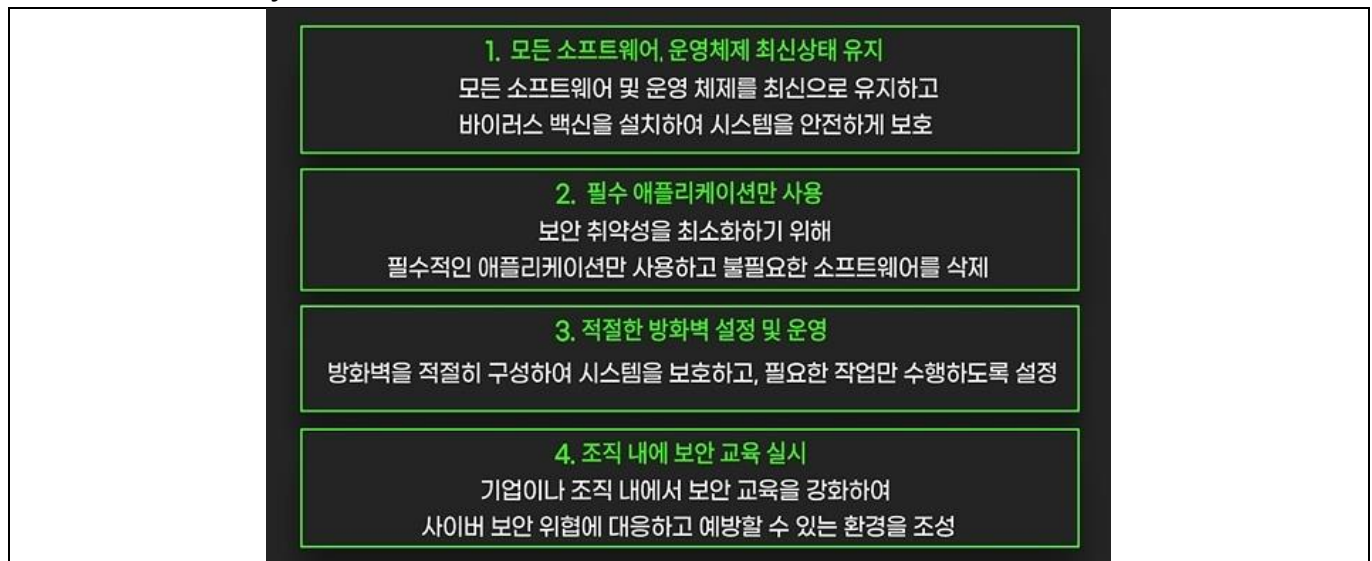 1. 모든 소프트웨어, 운영체제 최신상태 유지
모든 소프트웨어 및 운영 체제를 최신으로 유지하고
바이러스 백신을 설치하여 시스템을 안전하게 보호
2. 필수 애플리케이션만 사용
보안 취약성을 최소화하기 위해
필수적인 애플리케이션만 사용하고 불필요한 소프트웨어를 삭제
3. 적절한 방화벽 설정 및 운영
방화벽을 적절히 구성하여 시스템을 보호하고, 필요한 작업만 수행하도록 설정
4. 조직 내에 보안 교육 실시
기업이나 조직 내에서 보안 교육을 강화하여
사이버 보안 위협에 대응하고 예방할 수 있는 환경을 조성